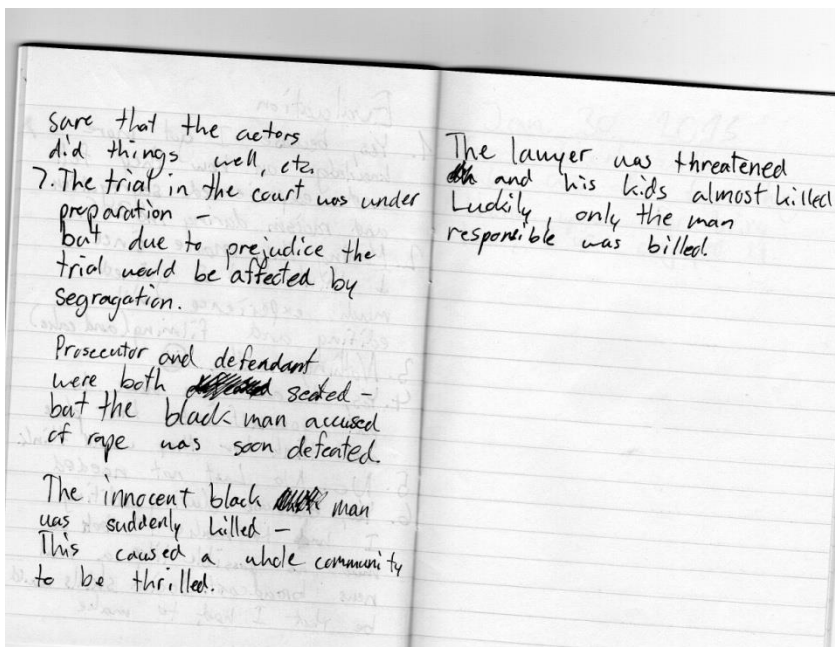 sure that the actors
did things well, etc.
7. The trial in the court was under
preparation –
but due to prejudice the
trial would be affected by
segragation.
Prosecutor and defendant
were both seated –
but the black man accused
of rape was soon defeated.
The innocent black man
was suddenly killed –
This caused a whole community
to be thrilled.
The lawyer was threatened
and his kids almost killed
Luckily, only the man
responsible was billed.